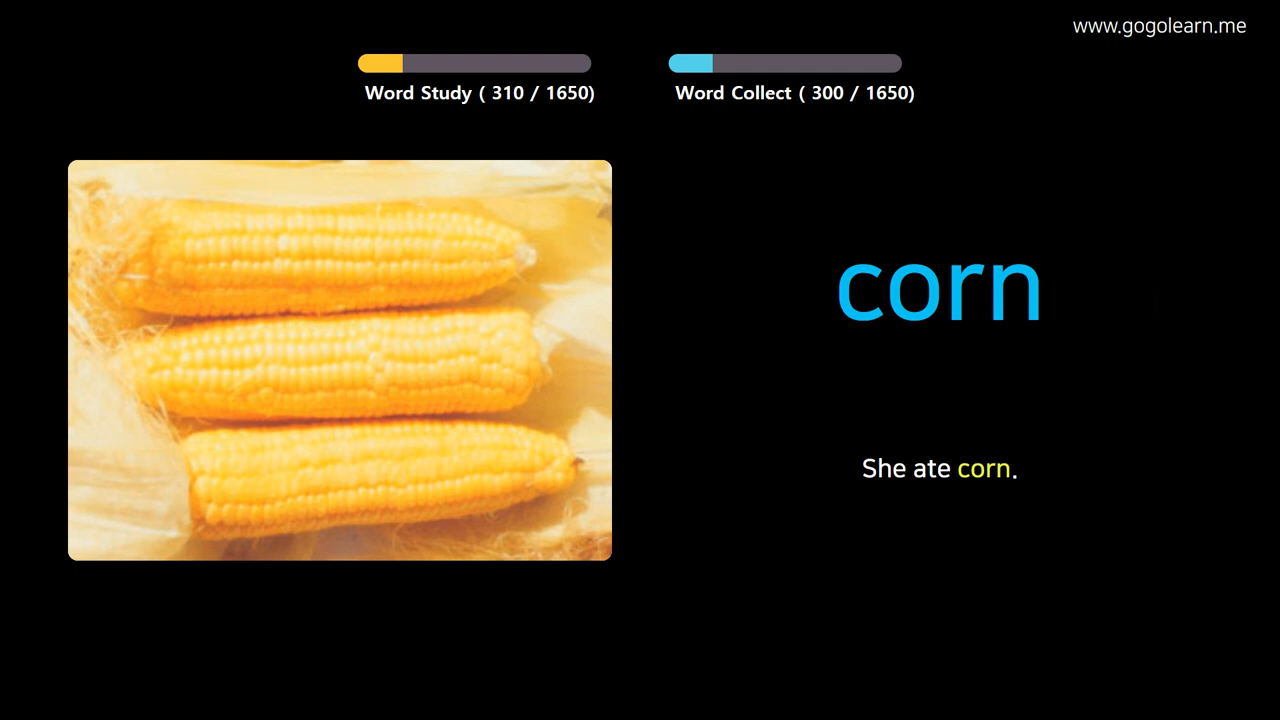 www.gogolearn.me
Word Study ( 310 / 1650)
Word Collect ( 300 / 1650)
corn
She ate corn.